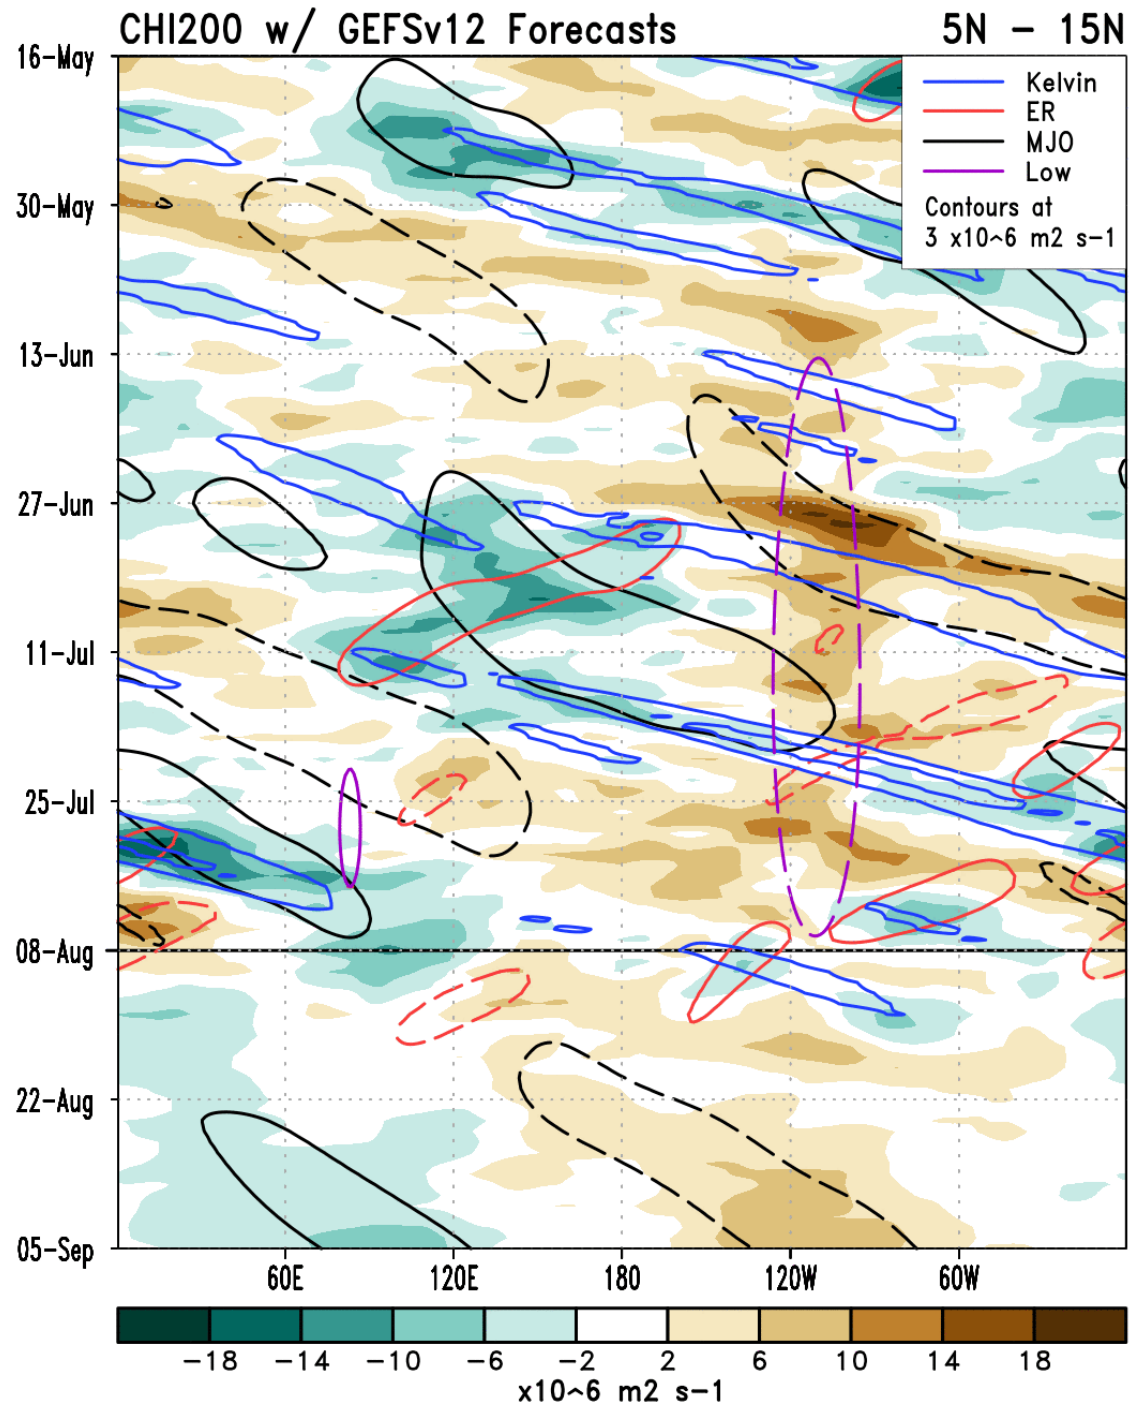 CHI200 w/ GEFSv12 Forecasts 5N - 15N
16-May
30-May
13-Jun
27-Jun
11-Jul
25-Jul
08-Aug
22-Aug
05-Sep
Kelvin
ER
MJO
Low
Contours at
3 x10^6 m2 s-1
60E 120E 180 120W 60W
-18 -14 -10 -6 -2 2 6 10 14 18
x10^6 m2 s-1